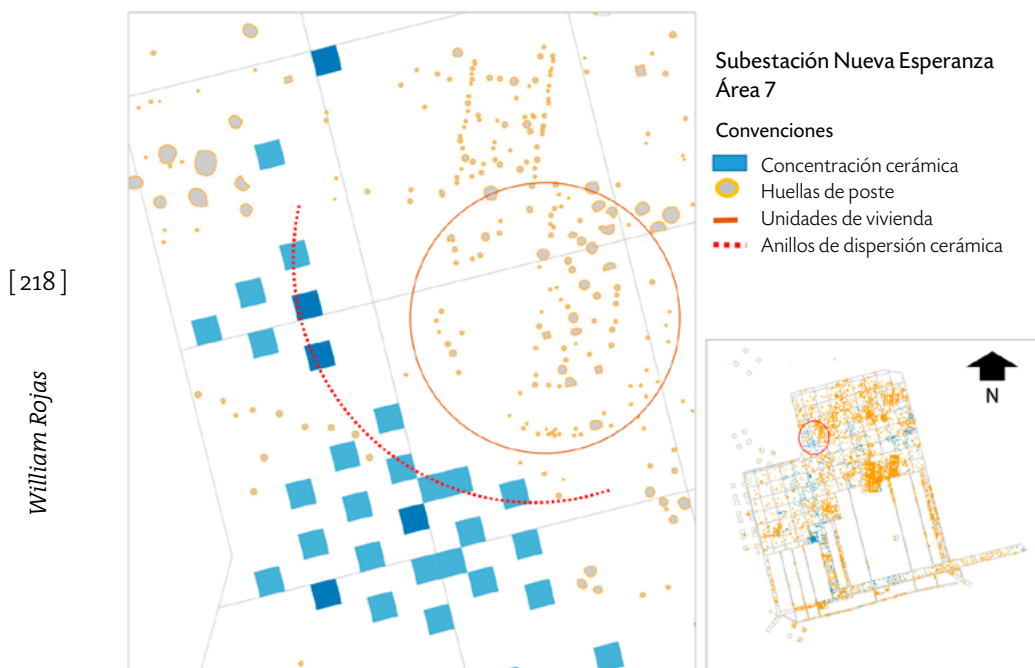 Subestación Nueva Esperanza
Área 7
Convenciones
Concentración cerámica
Huellas de poste
Unidades de vivienda
Anillos de dispersión cerámica
[ 218 ]
William Rojas
N